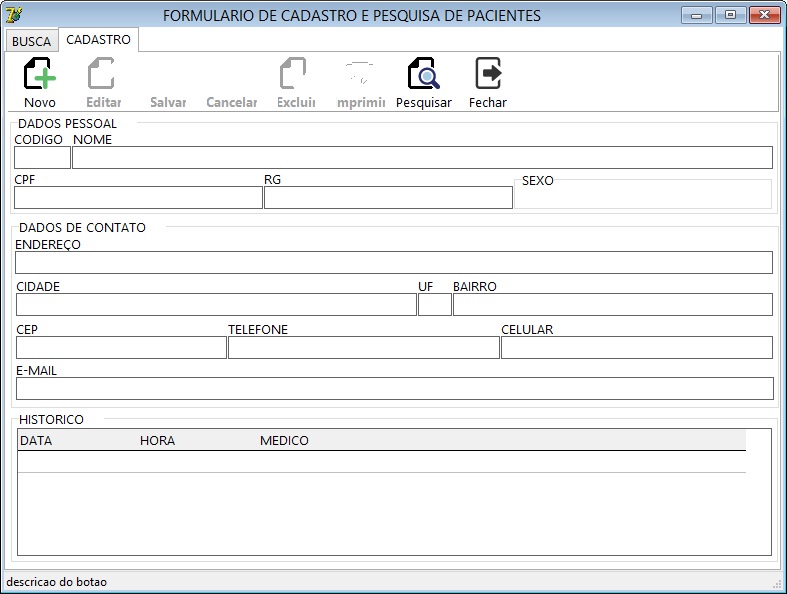 FORMULARIO DE CADASTRO E PESQUISA DE PACIENTES
BUSCA CADASTRO
Novo Editar Salvar Cancelar Excluir mprimir Pesquisar Fechar
DADOS PESSOAL
CODIGO NOME
CPF RG SEXO
DADOS DE CONTATO
ENDEREÇO
CIDADE UF BAIRRO
CEP TELEFONE CELULAR
E-MAIL
HISTORICO
DATA HORA MEDICO
descricao do botao